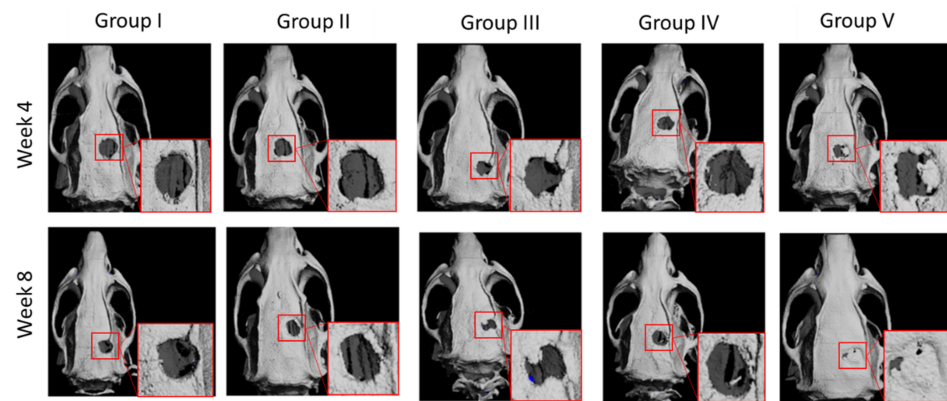 Group I
Group II
Group III
Group IV
Group V
Week 4
Week 8